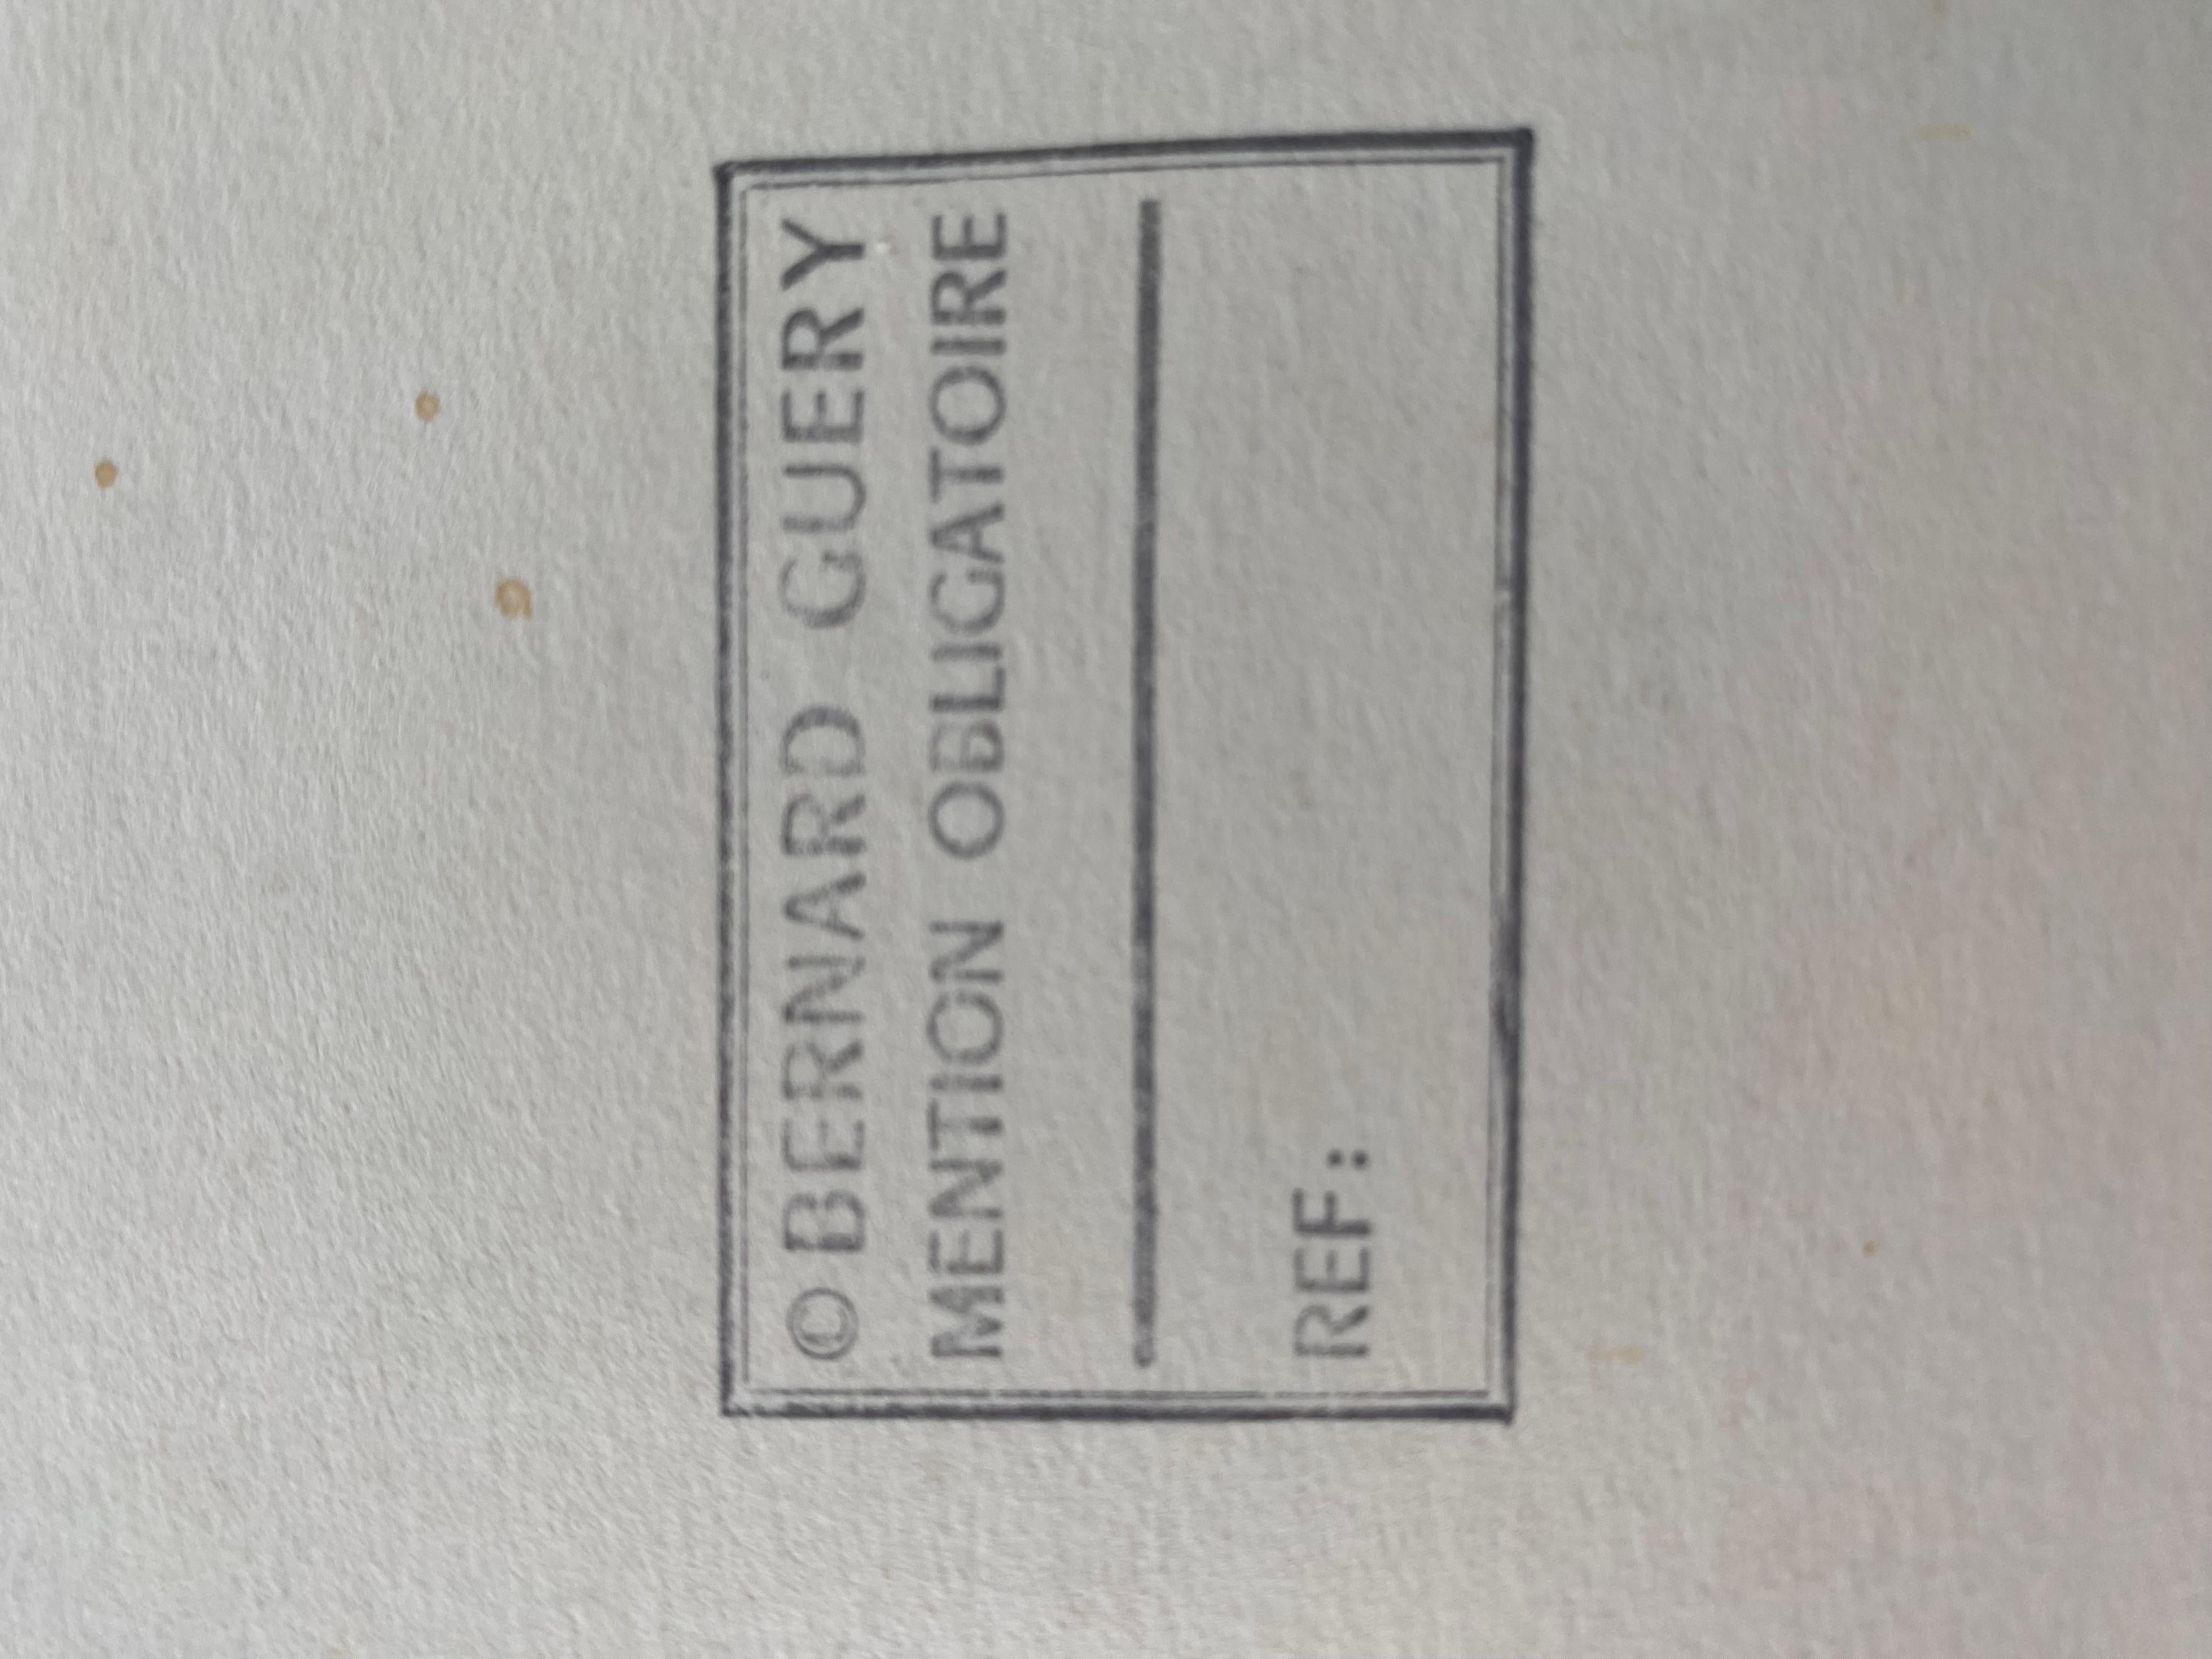 © BERNARD GUERY
MENTION OBLIGATOIRE
REF: